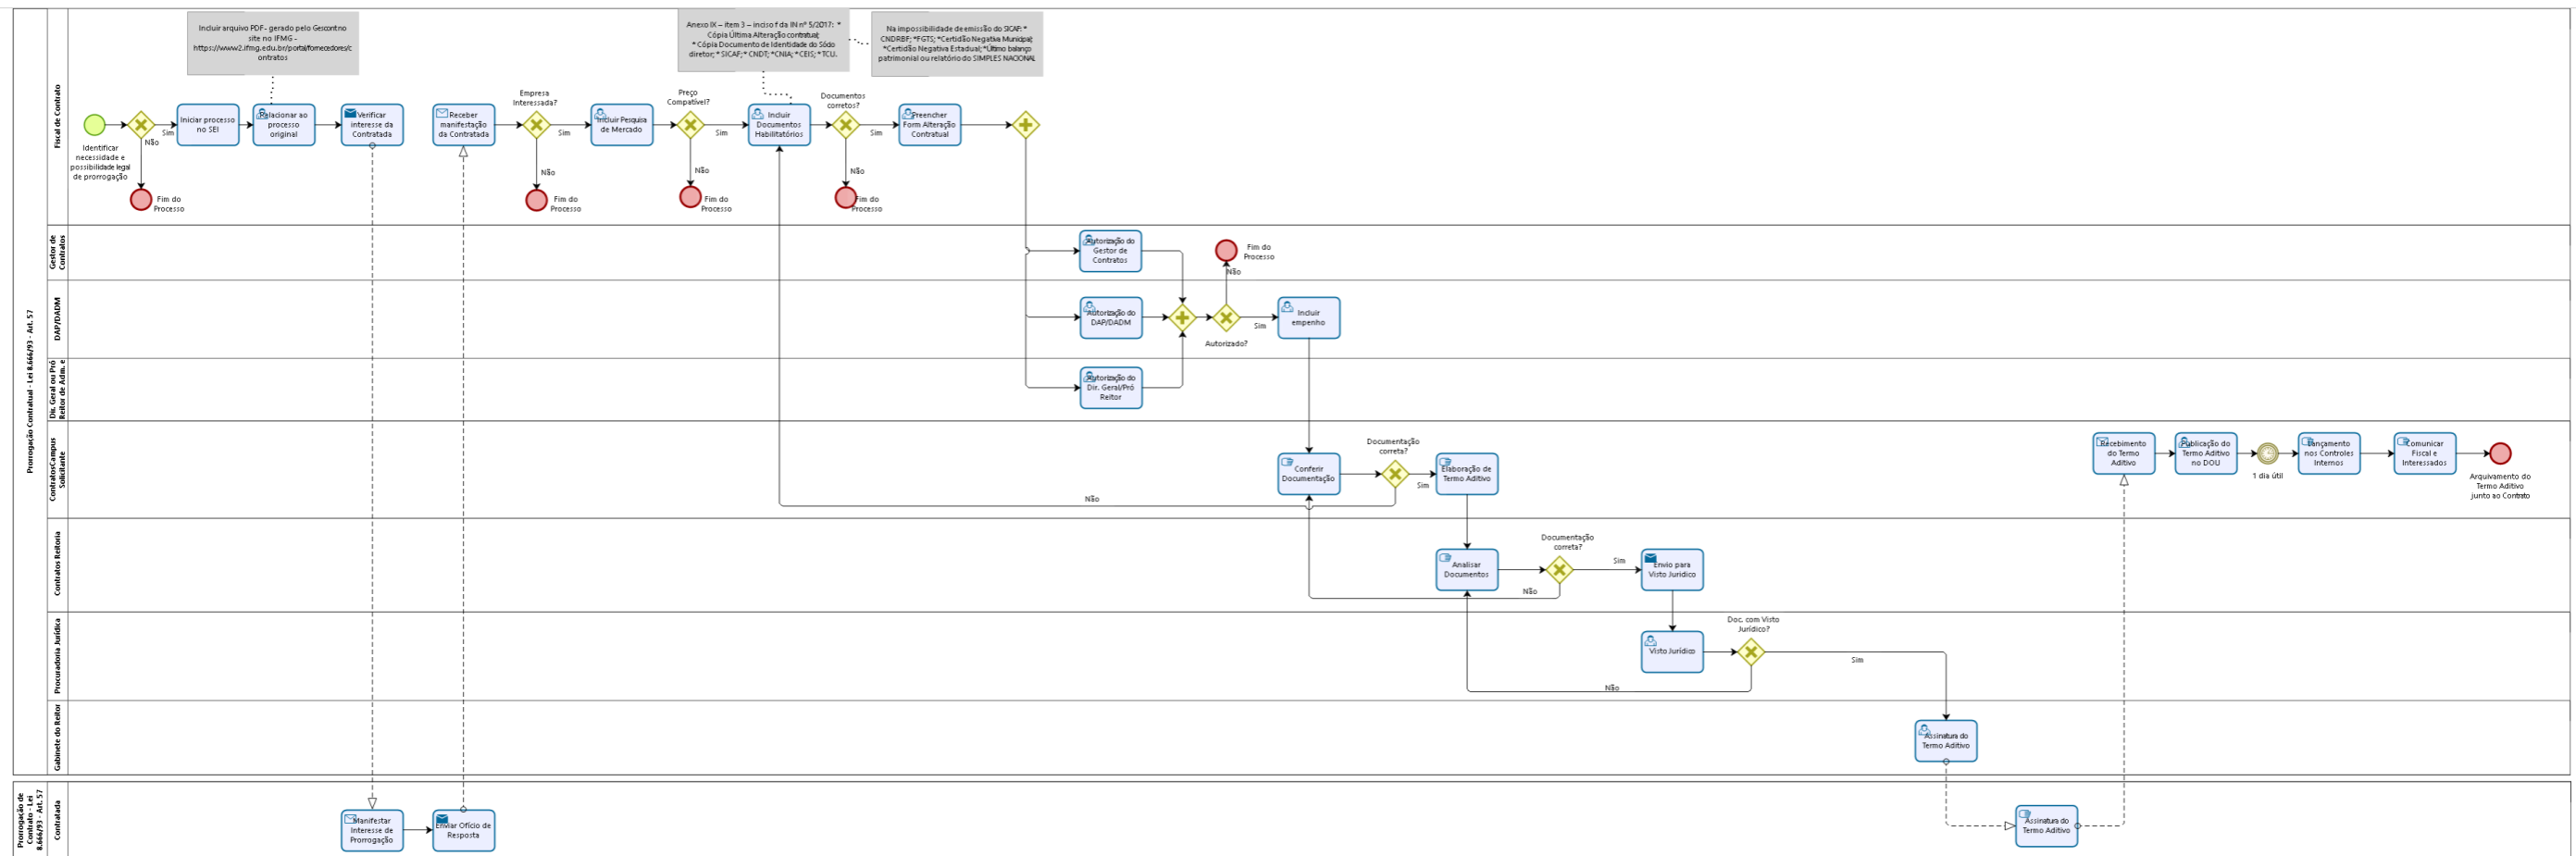 Prorrogação Contratual - Lei 8.666/93 - Art. 57
Fiscal de Contrato
Incluir arquivo PDF - gerado pelo Gescont no
site no IFMG -
https://www2.ifmg.edu.br/portal/fornecedores/c
ontratos
Anexo IX – item 3 – inciso f da IN nº 5/2017: *
Cópia Última Alteração contratual;
* Cópia Documento de Identidade do Sócio
diretor; * SICAF; * CNDT; *CNIA; *CEIS; *TCU.
Na impossibilidade de emissão do SICAF: *
CNDRBF; *FGTS; *Certidão Negativa Municipal;
*Certidão Negativa Estadual; *Último balanço
patrimonial ou relatório do SIMPLES NACIONAL
Identificar
necessidade e
possibilidade legal
de prorrogação
Sim
Não
Fim do
Processo
Iniciar processo
no SEI
Relacionar ao
processo
original
Verificar
interesse da
Contratada
Receber
manifestação
da Contratada
Empresa
Interessada?
Sim
Não
Fim do
Processo
Incluir Pesquisa
de Mercado
Preço
Compatível?
Sim
Não
Fim do
Processo
Incluir
Documentos
Habilitatórios
Documentos
corretos?
Sim
Não
Fim do
Processo
Preencher
Form Alteração
Contratual
Gestor de
Contratos
Autorização do
Gestor de
Contratos
Fim do
Processo
Não
DAP/DADM
Autorização do
DAP/DADM
Autorizado?
Sim
Incluir
empenho
Dir. Geral ou Pró
Reitor de Adm. e
Autorização do
Dir. Geral/Pró
Reitor
ContratosCampus
Solicitante
Conferir
Documentação
Documentação
correta?
Sim
Não
Elaboração de
Termo Aditivo
Recebimento
do Termo
Aditivo
Publicação do
Termo Aditivo
no DOU
1 dia útil
Lançamento
nos Controles
Internos
Comunicar
Fiscal e
Interessados
Arquivamento do
Termo Aditivo
junto ao Contrato
Contratos Reitoria
Analisar
Documentos
Documentação
correta?
Sim
Não
Envio para
Visto Jurídico
Procuradoria Jurídica
Visto Jurídico
Doc. com Visto
Jurídico?
Sim
Não
Gabinete do Reitor
Assinatura do
Termo Aditivo
Prorrogação de
Contrato - Lei
8.666/93 - Art. 57
Contratada
Manifestar
Interesse de
Prorrogação
Enviar Ofício de
Resposta
Assinatura do
Termo Aditivo